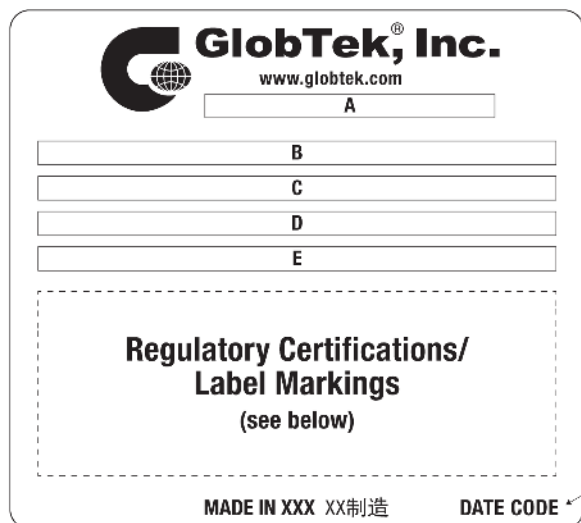 GlobTek,® Inc.
www.globtek.com
A
B
C
D
E
Regulatory Certifications/
Label Markings
(see below)
MADE IN XXX XX制造 DATE CODE